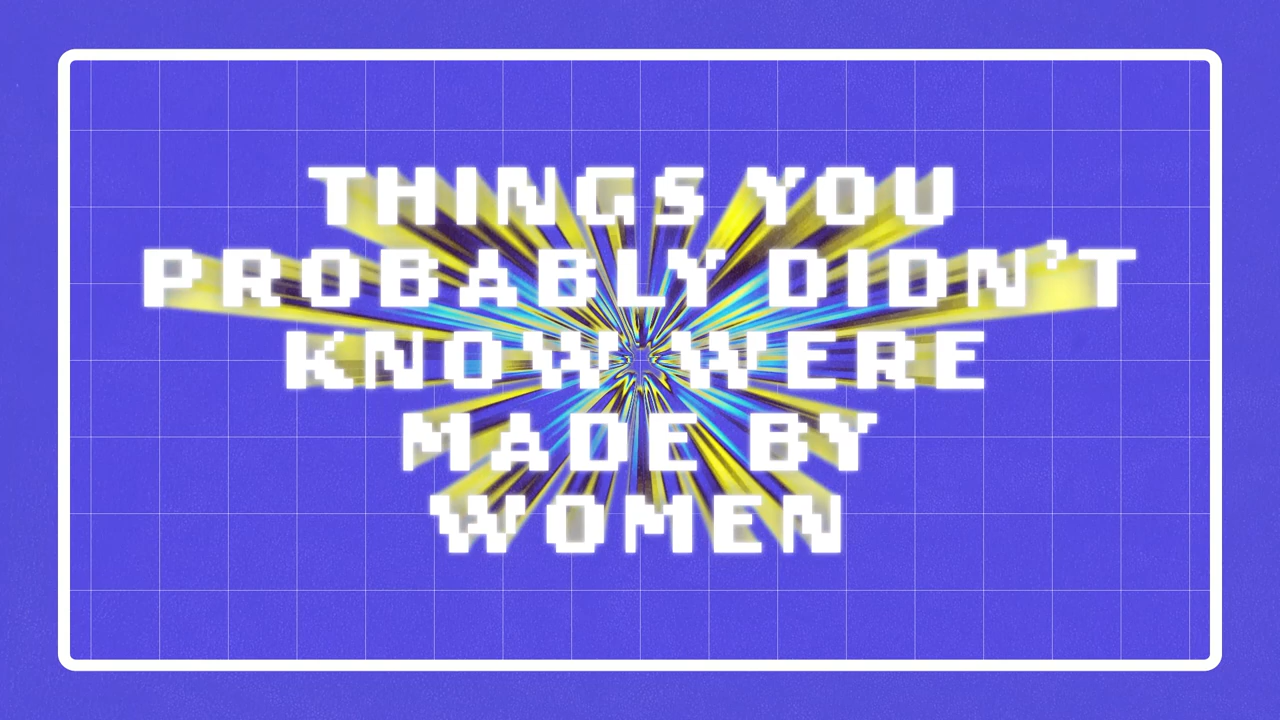 THINGS YOU
PROBABLY DIDN'T
KNOW WERE
MADE BY
WOMEN